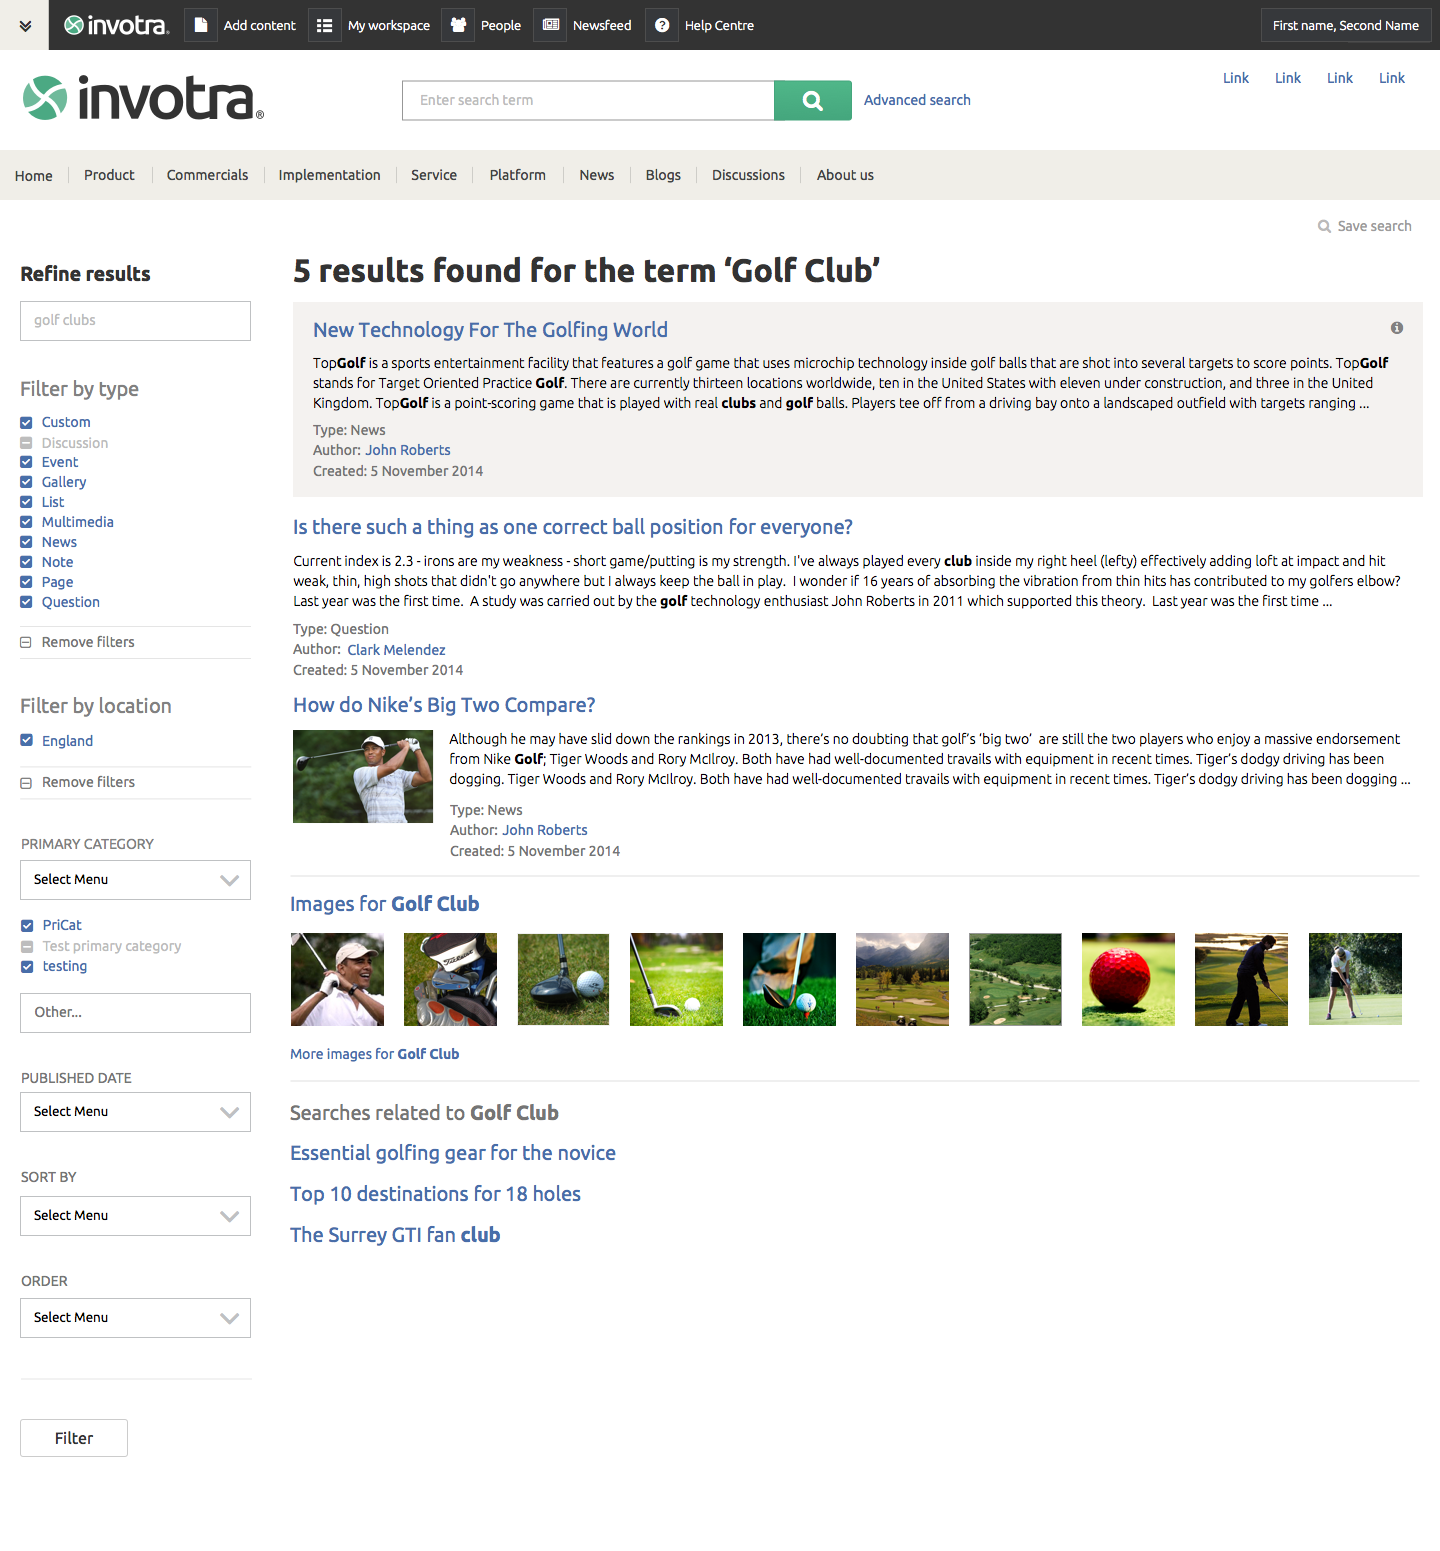 invotra®
Add content
My workspace
People
Newsfeed
Help Centre
First name, Second Name
invotra®
Enter search term
Advanced search
Link
Link
Link
Link
Home
Product
Commercials
Implementation
Service
Platform
News
Blogs
Discussions
About us
Save search
Refine results
golf clubs
Filter by type
Custom
Discussion
Event
Gallery
List
Multimedia
News
Note
Page
Question
Remove filters
Filter by location
England
Remove filters
PRIMARY CATEGORY
Select Menu
PriCat
Test primary category
testing
Other...
PUBLISHED DATE
Select Menu
SORT BY
Select Menu
ORDER
Select Menu
Filter
5 results found for the term ‘Golf Club’
New Technology For The Golfing World
TopGolf is a sports entertainment facility that features a golf game that uses microchip technology inside golf balls that are shot into several targets to score points. TopGolf
stands for Target Oriented Practice Golf. There are currently thirteen locations worldwide, ten in the United States with eleven under construction, and three in the United
Kingdom. TopGolf is a point-scoring game that is played with real clubs and golf balls. Players tee off from a driving bay onto a landscaped outfield with targets ranging ...
Type: News
Author: John Roberts
Created: 5 November 2014
Is there such a thing as one correct ball position for everyone?
Current index is 2.3 - irons are my weakness - short game/putting is my strength. I've always played every club inside my right heel (lefty) effectively adding loft at impact and hit
weak, thin, high shots that didn't go anywhere but I always keep the ball in play. I wonder if 16 years of absorbing the vibration from thin hits has contributed to my golfers elbow?
Last year was the first time. A study was carried out by the golf technology enthusiast John Roberts in 2011 which supported this theory. Last year was the first time ...
Type: Question
Author: Clark Melendez
Created: 5 November 2014
How do Nike’s Big Two Compare?
Although he may have slid down the rankings in 2013, there’s no doubting that golf’s ‘big two’ are still the two players who enjoy a massive endorsement
from Nike Golf; Tiger Woods and Rory McIlroy. Both have had well-documented travails with equipment in recent times. Tiger’s dodgy driving has been
dogging. Tiger Woods and Rory McIlroy. Both have had well-documented travails with equipment in recent times. Tiger’s dodgy driving has been dogging ...
Type: News
Author: John Roberts
Created: 5 November 2014
Images for Golf Club
More images for Golf Club
Searches related to Golf Club
Essential golfing gear for the novice
Top 10 destinations for 18 holes
The Surrey GTI fan club